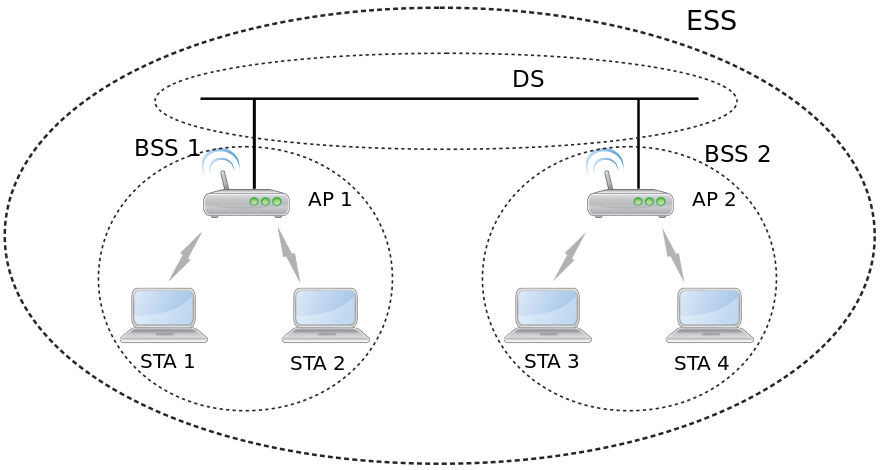 ESS
DS
BSS 1
BSS 2
AP 1
AP 2
STA 1
STA 2
STA 3
STA 4